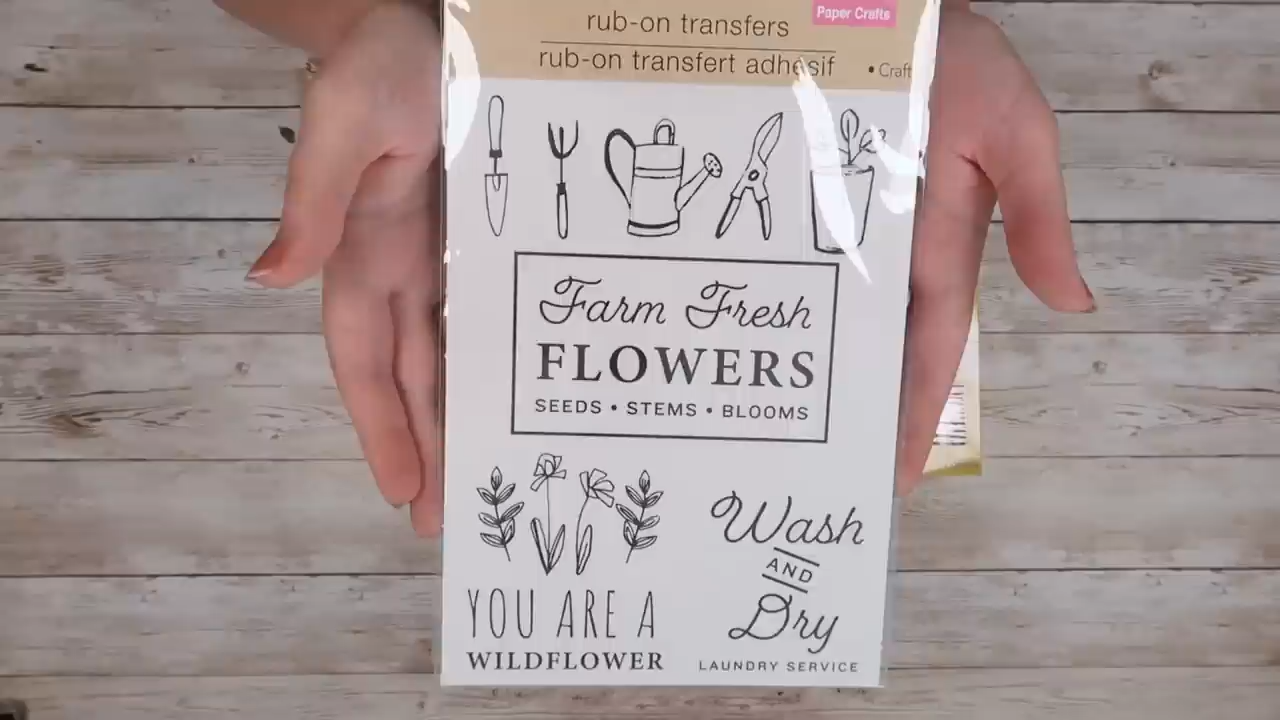 Paper Crafts
rub-on transfers
rub-on transfert adhésif
• Craft
Farm Fresh
FLOWERS
SEEDS • STEMS • BLOOMS
Wash
AND
Dry
LAUNDRY SERVICE
YOU ARE A
WILDFLOWER